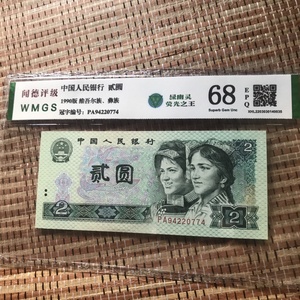 闻德评级
WMGS
中国人民银行 贰圆
1990版 维吾尔族、彝族
冠字编号：PA94220774
绿幽灵
荧光之王
68
Superb Gem Unc
EPQ
中国人民银行
2
贰圆
2
2
PA94220774